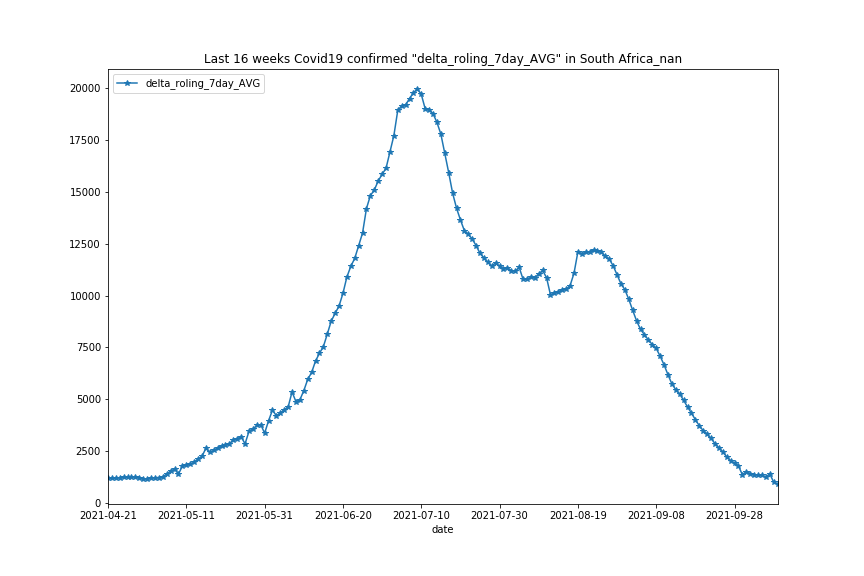 Last 16 weeks Covid19 confirmed "delta_roling_7day_AVG" in South Africa_nan
delta_roling_7day_AVG
20000
17500
15000
12500
10000
7500
5000
2500
0
2021-04-21 2021-05-11 2021-05-31 2021-06-20 2021-07-10 2021-07-30 2021-08-19 2021-09-08 2021-09-28
date